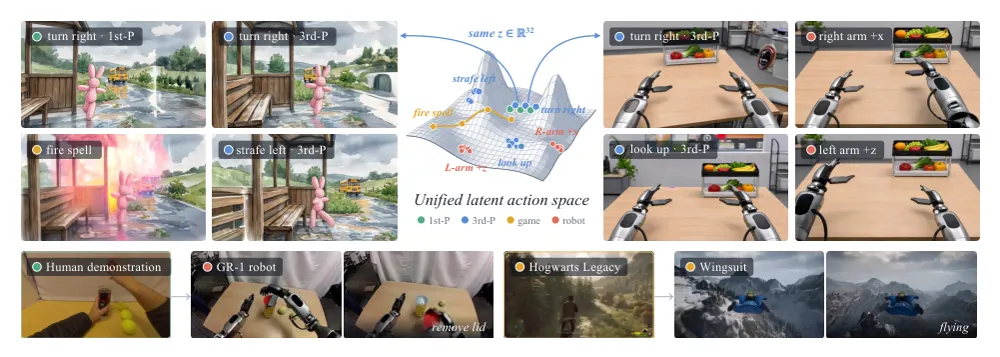 turn right · 1st-P
turn right · 3rd-P
same z ∈ ℝ³²
turn right · 3rd-P
right arm +x
strafe left
fire spell
turn right
R-arm +x
L-arm +z
look up
fire spell
strafe left · 3rd-P
look up · 3rd-P
left arm +z
Unified latent action space
1st-P
3rd-P
game
robot
Human demonstration
GR-1 robot
remove lid
Hogwarts Legacy
Wingsuit
flying